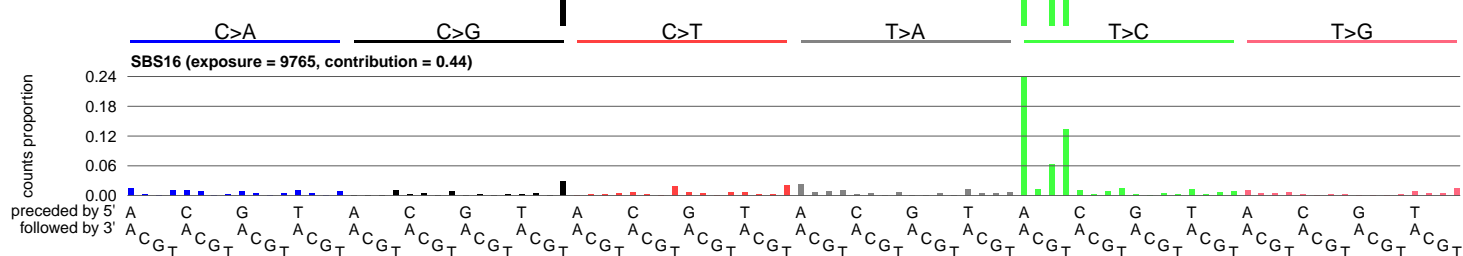 C>A C>G C>T T>A T>C T>G
SBS16 (exposure = 9765, contribution = 0.44)
counts proportion
0.24
0.18
0.12
0.06
0.00
preceded by 5' A C G T A C G T A C G T A C G T A C G T A C G T
followed by 3' A C G T A C G T A C G T A C G T A C G T A C G T A C G T A C G T A C G T A C G T A C G T A C G T A C G T A C G T A C G T A C G T A C G T A C G T A C G T A C G T A C G T A C G T A C G T A C G T